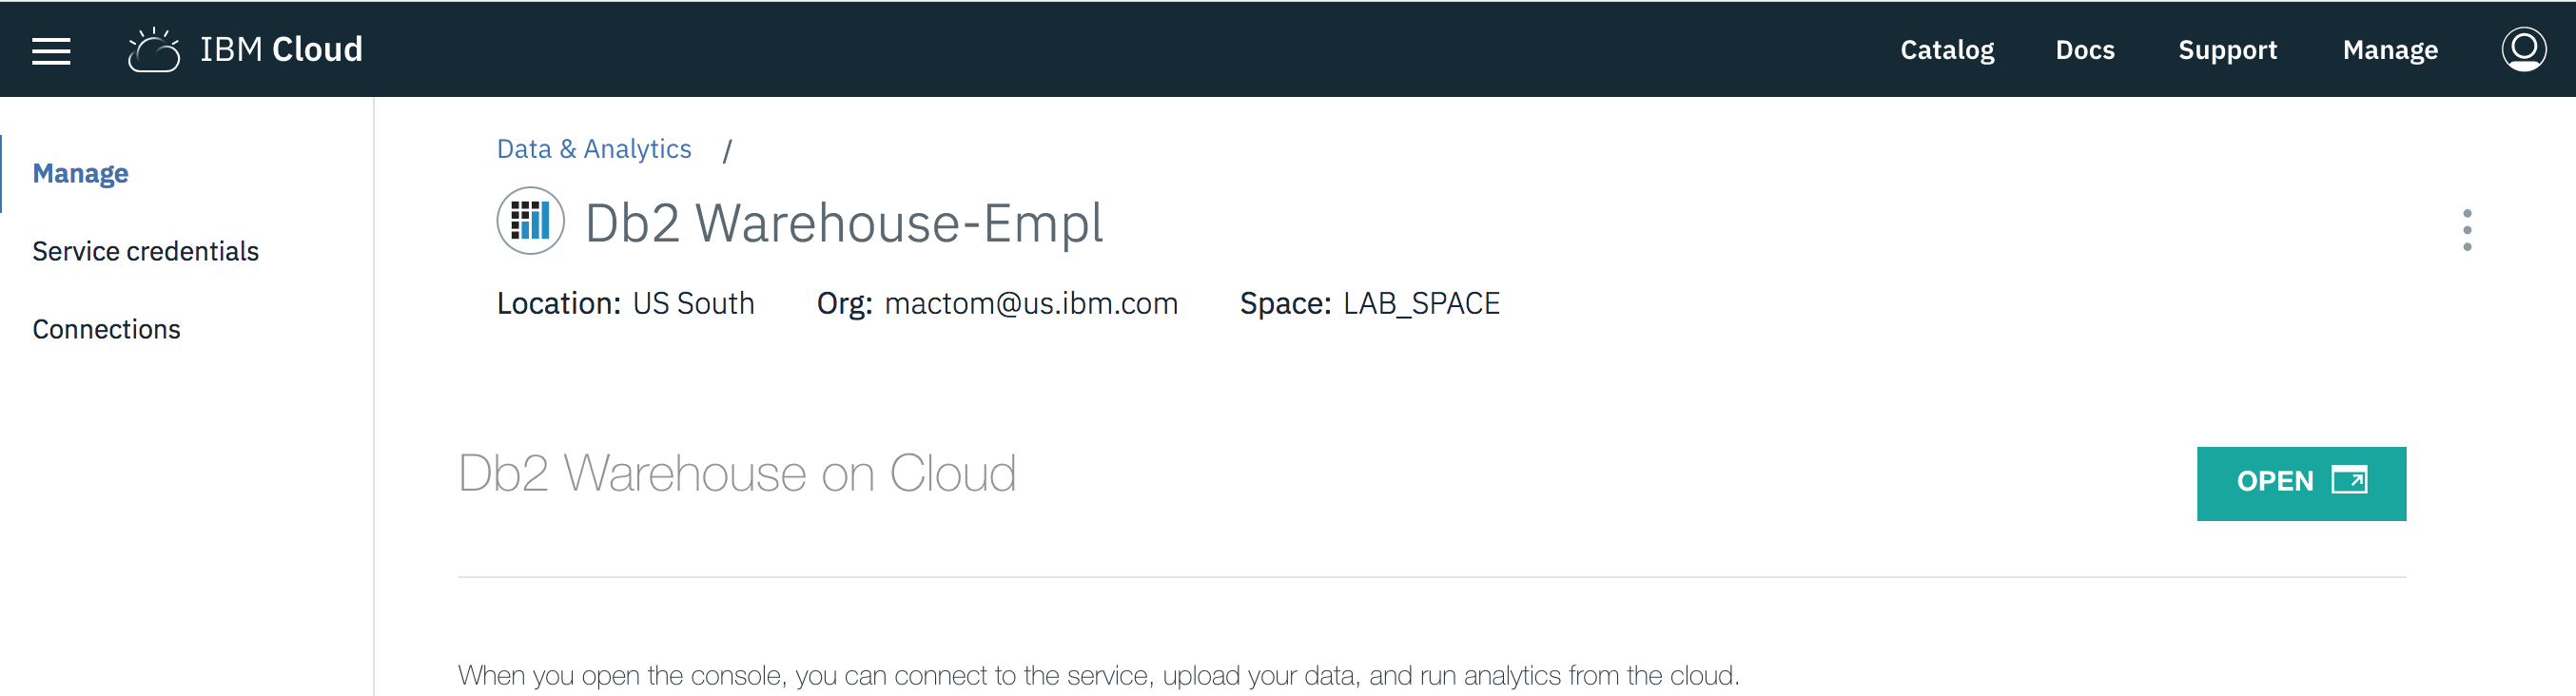 IBM Cloud
Catalog Docs Support Manage
Manage
Service credentials
Connections
Data & Analytics /
Db2 Warehouse-Empl
Location: US South Org: mactom@us.ibm.com Space: LAB_SPACE
Db2 Warehouse on Cloud
OPEN
When you open the console, you can connect to the service, upload your data, and run analytics from the cloud.